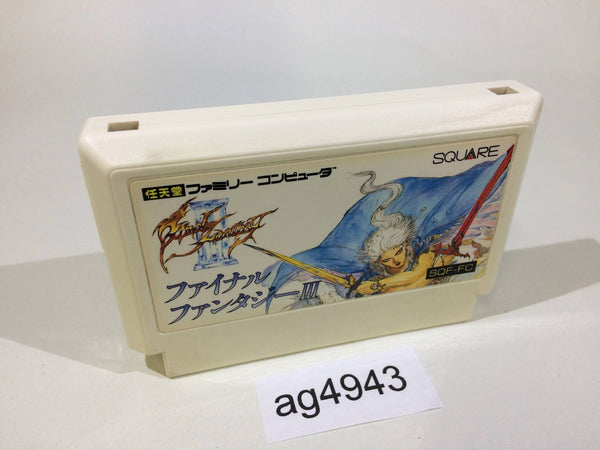 任天堂 ファミリー コンピュータ
SQUARE
FINAL FANTASY
III
ファイナル
ファンタジーIII
SQF-FC
ag4943